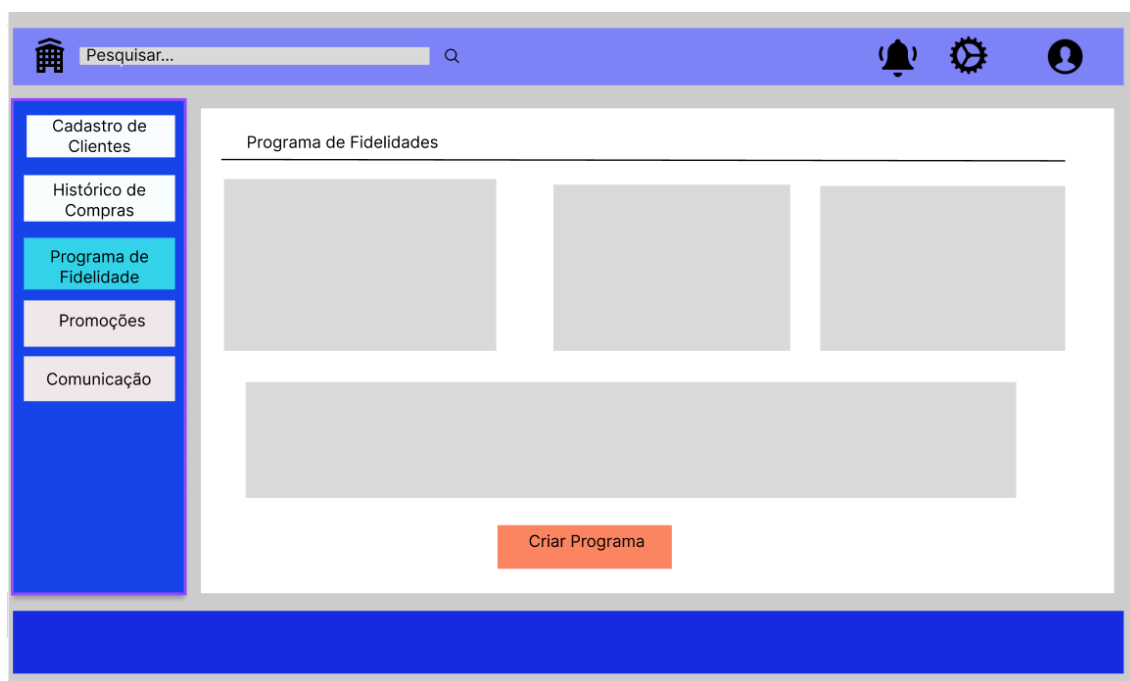 Pesquisar...
Cadastro de
Clientes
Histórico de
Compras
Programa de
Fidelidade
Promoções
Comunicação
Programa de Fidelidades
Criar Programa